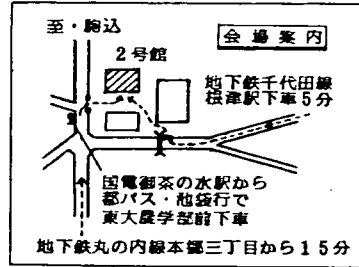 至・駒込
会場案内
2号館
地下鉄千代田線
根津駅下車5分
国電御茶の水駅から
都バス・池袋行で
東大農学部前下車
地下鉄丸の内線本郷三丁目から15分